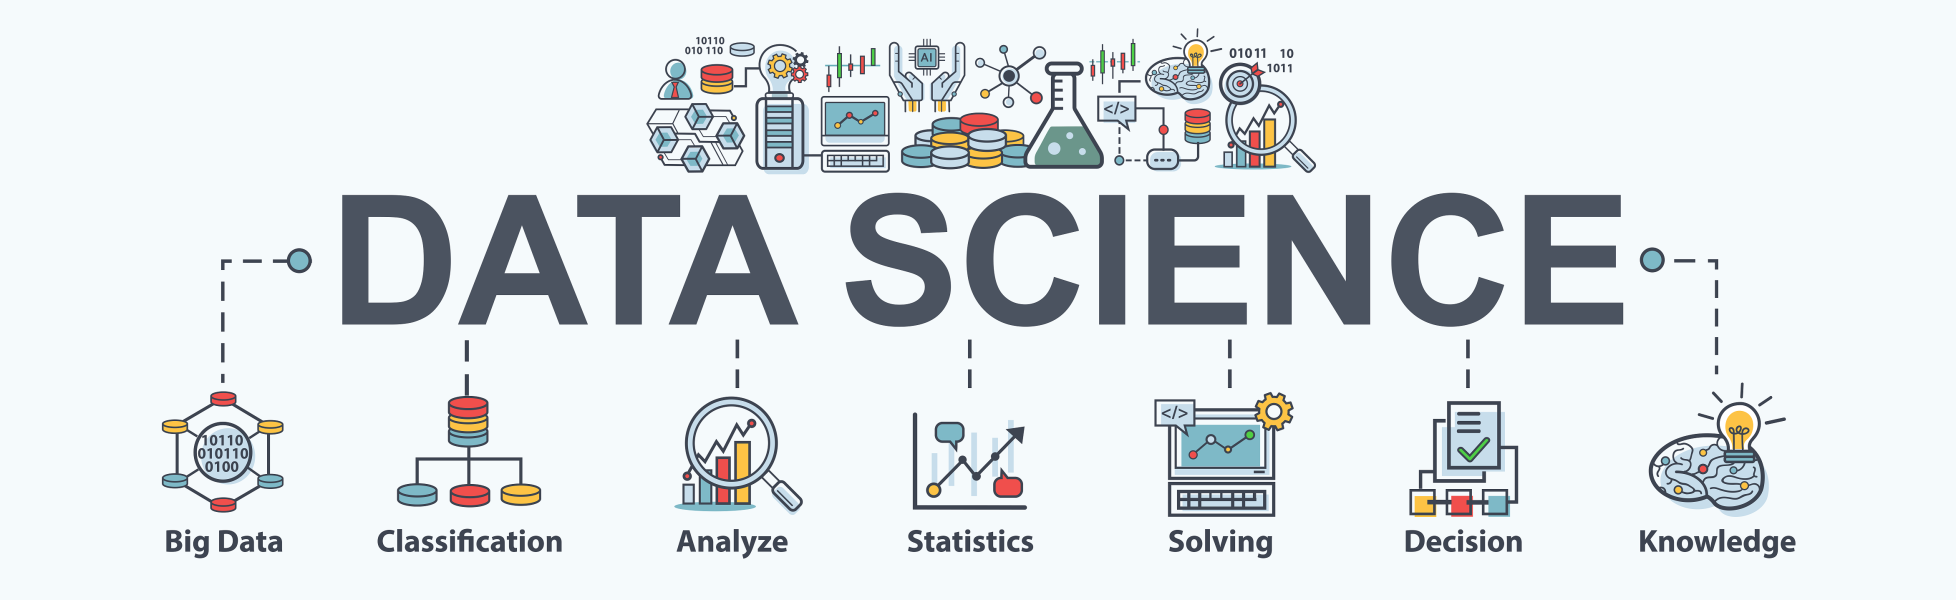 10110
010 110
AI
</>
01011 10
1011
DATA SCIENCE
10110
010110
0100
</>
Big Data
Classification
Analyze
Statistics
Solving
Decision
Knowledge